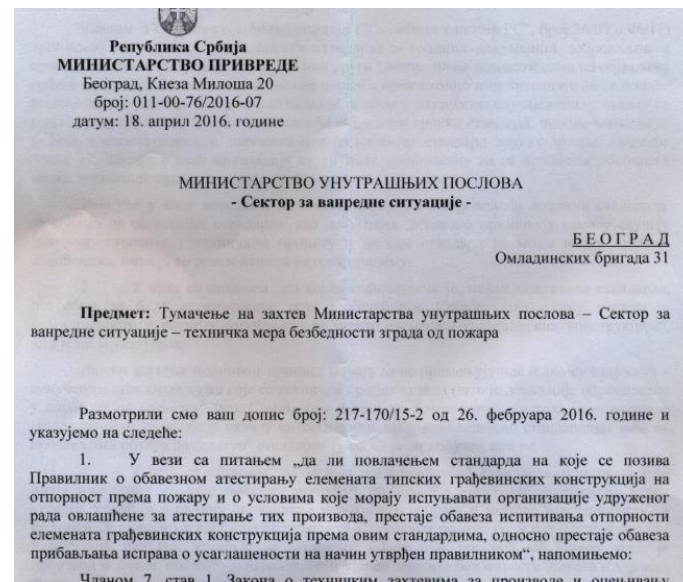 Република Србија
МИНИСТАРСТВО ПРИВРЕДЕ
Београд, Кнеза Милоша 20
број: 011-00-76/2016-07
датум: 18. април 2016. године
МИНИСТАРСТВО УНУТРАШЊИХ ПОСЛОВА
- Сектор за ванредне ситуације -
БЕОГРАД
Омладинских бригада 31
Предмет: Тумачење на захтев Министарства унутрашњих послова – Сектор за
ванредне ситуације – техничка мера безбедности зграда од пожара
Размотрили смо ваш допис број: 217-170/15-2 од 26. фебруара 2016. године и
указујемо на следеће:
1. У вези са питањем „да ли повлачењем стандарда на које се позива
Правилник о обавезном атестирању елемената типских грађевинских конструкција на
отпорност према пожару и о условима које морају испуњавати организације удруженог
рада овлашћене за атестирање тих производа, престаје обавеза испитивања отпорности
елемената грађевинских конструкција према овим стандардима, односно престаје обавеза
прибављања исправа о усаглашености на начин утврђен правилником“, напомињемо:
Чланом 7. став 1. Закона о техничким захтевима за производе и оцењивању